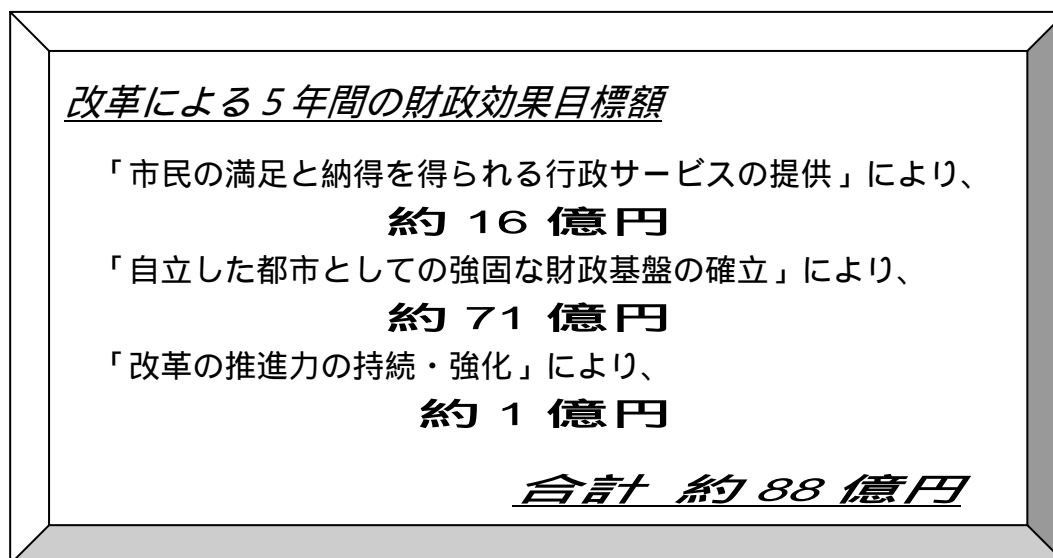 改革による5年間の財政効果目標額
「市民の満足と納得を得られる行政サービスの提供」により、
約 16 億円
「自立した都市としての強固な財政基盤の確立」により、
約 71 億円
「改革の推進力の持続・強化」により、
約 1 億円
合計 約 88 億円